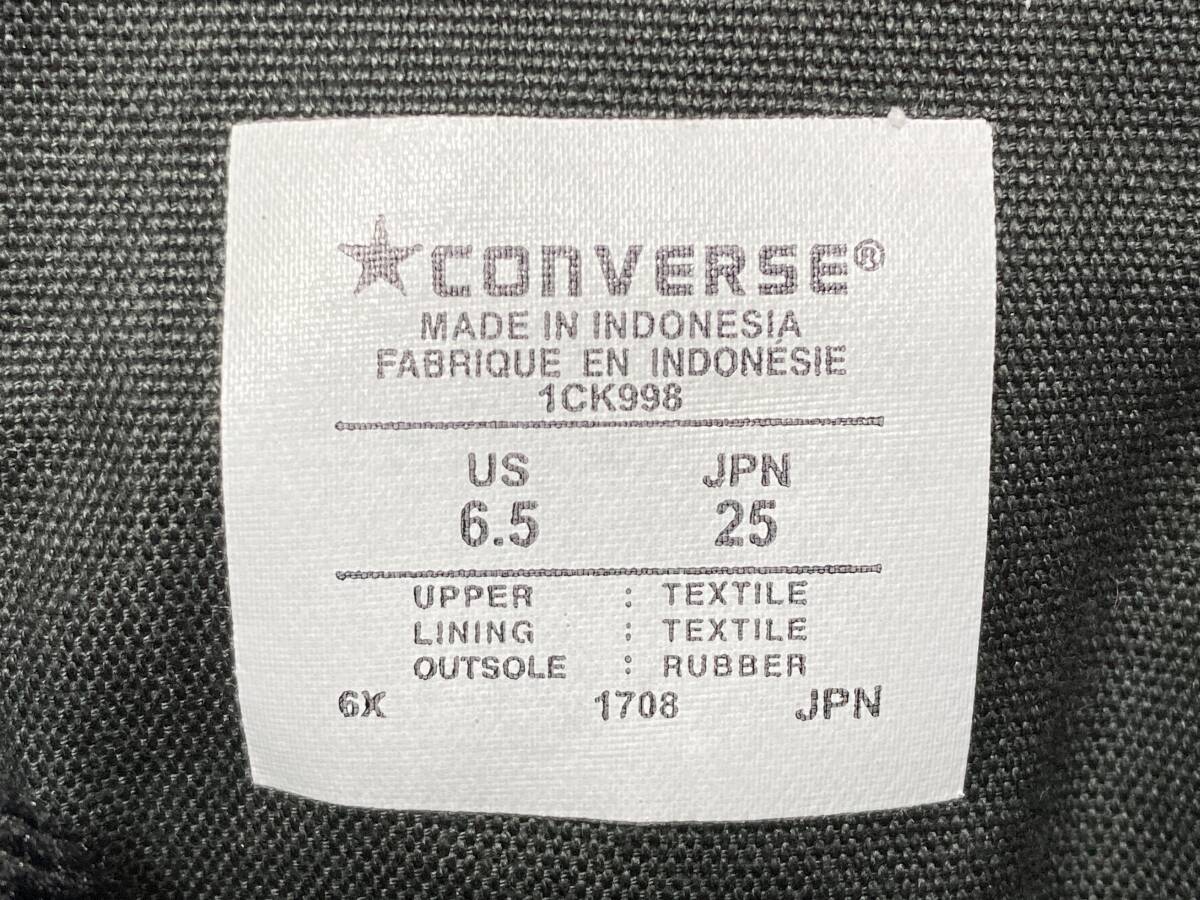 CONVERSE®
MADE IN INDONESIA
FABRIQUE EN INDONÉSIE
1CK998
US JPN
6.5 25
UPPER : TEXTILE
LINING : TEXTILE
OUTSOLE : RUBBER
6X 1708 JPN